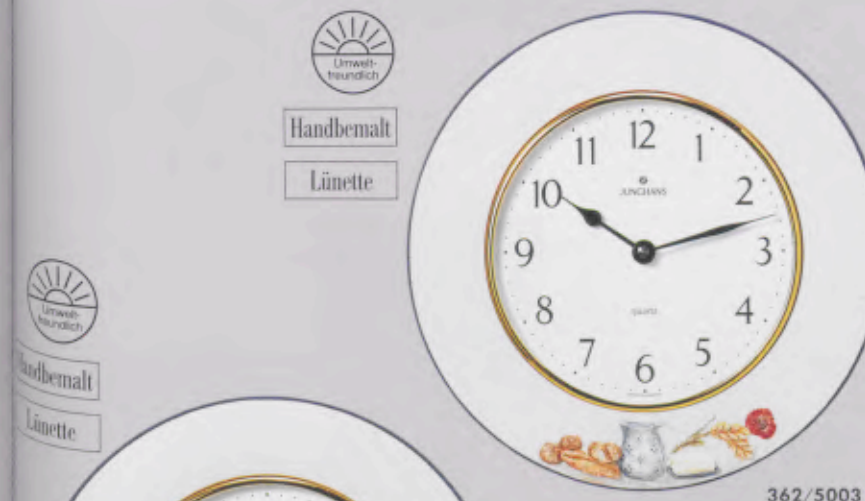 Umwelt-
freundlich
Handbemalt
Lünette
12
11
1
10
JUNGHANS
2
9
3
8
QUARTZ
4
7
5
6
362/5003
Umwelt-
freundlich
Handbemalt
Lünette